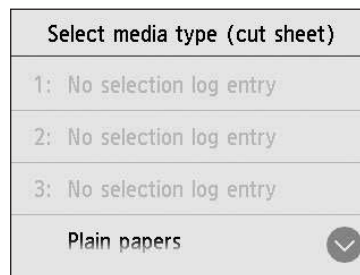 Select media type (cut sheet)
1: No selection log entry
2: No selection log entry
3: No selection log entry
Plain papers